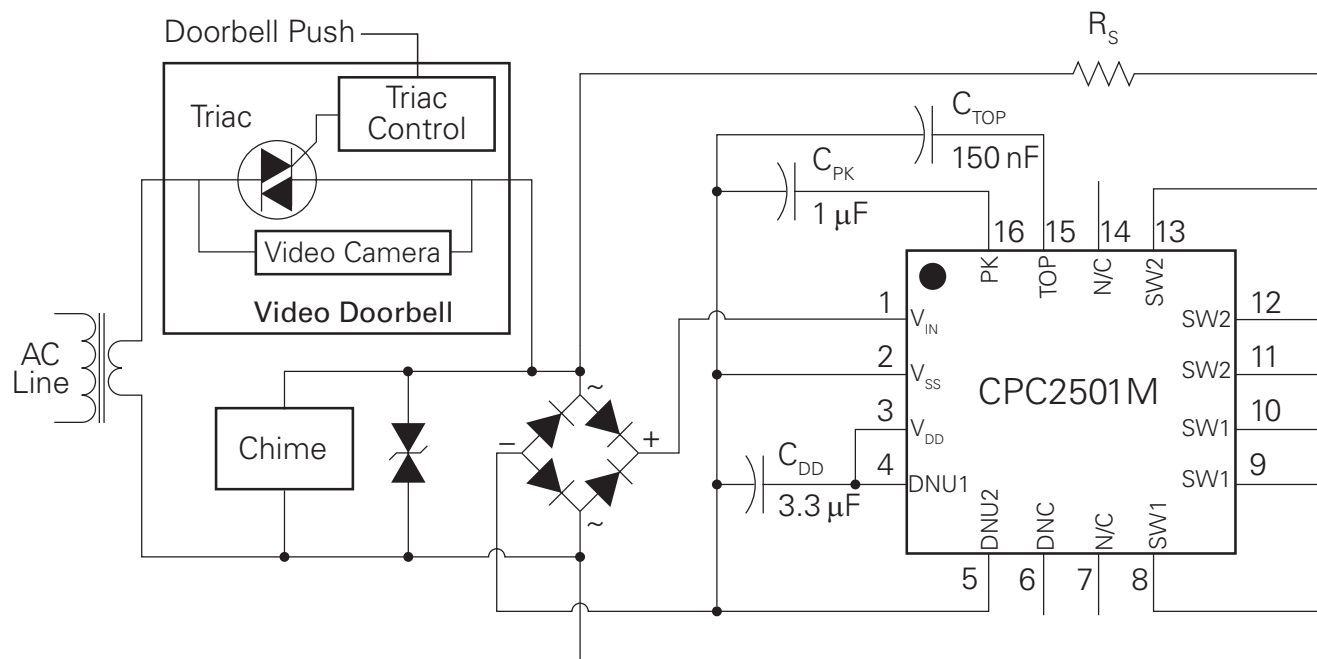 Doorbell Push
Triac
Triac
Control
Video Camera
Video Doorbell
AC
Line
Chime
~
−
+
~
R_S
C_TOP
150 nF
C_PK
1 µF
C_DD
3.3 µF
16 15 14 13
PK TOP N/C SW2
1 V_IN
2 V_SS
3 V_DD
4 DNU1
CPC2501M
SW2 12
SW2 11
SW1 10
SW1 9
DNU2 DNC N/C SW1
5 6 7 8